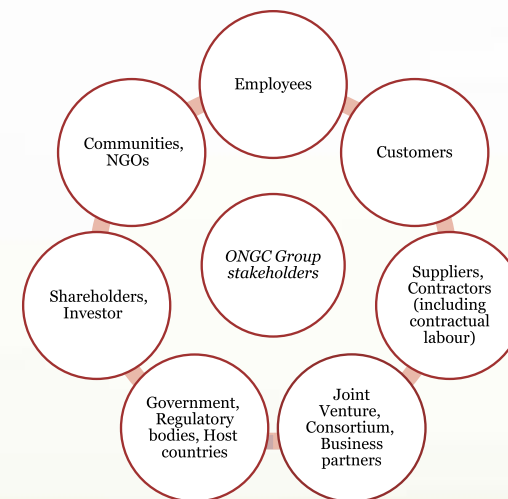 Employees
Communities,
NGOs
Customers
ONGC Group
stakeholders
Shareholders,
Investor
Suppliers,
Contractors
(including
contractual
labour)
Government,
Regulatory
bodies, Host
countries
Joint
Venture,
Consortium,
Business
partners